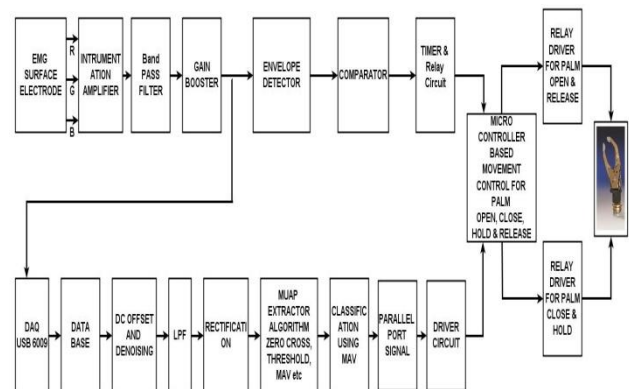 EMG
SURFACE
ELECTRODE
R
G
B
INTRUMENT
ATION
AMPLIFIER
Band
PASS
FILTER
GAIN
BOOSTER
ENVELOPE
DETECTOR
COMPARATOR
TIMER &
Relay
Circuit
RELAY
DRIVER
FOR PALM
OPEN &
RELEASE
MICRO
CONTROLLER
BASED
MOVEMENT
CONTROL FOR
PALM
OPEN, CLOSE,
HOLD & RELEASE
RELAY
DRIVER
FOR PALM
CLOSE &
HOLD
DAQ
USB 6009
DATA
BASE
DC OFFSET
AND
DENOISING
LPF
RECTIFICATI
ON
MUAP
EXTRACTOR
ALGORITHM
ZERO CROSS,
THRESHOLD,
MAV etc
CLASSIFIC
ATION
USING
MAV
PARALLEL
PORT
SIGNAL
DRIVER
CIRCUIT